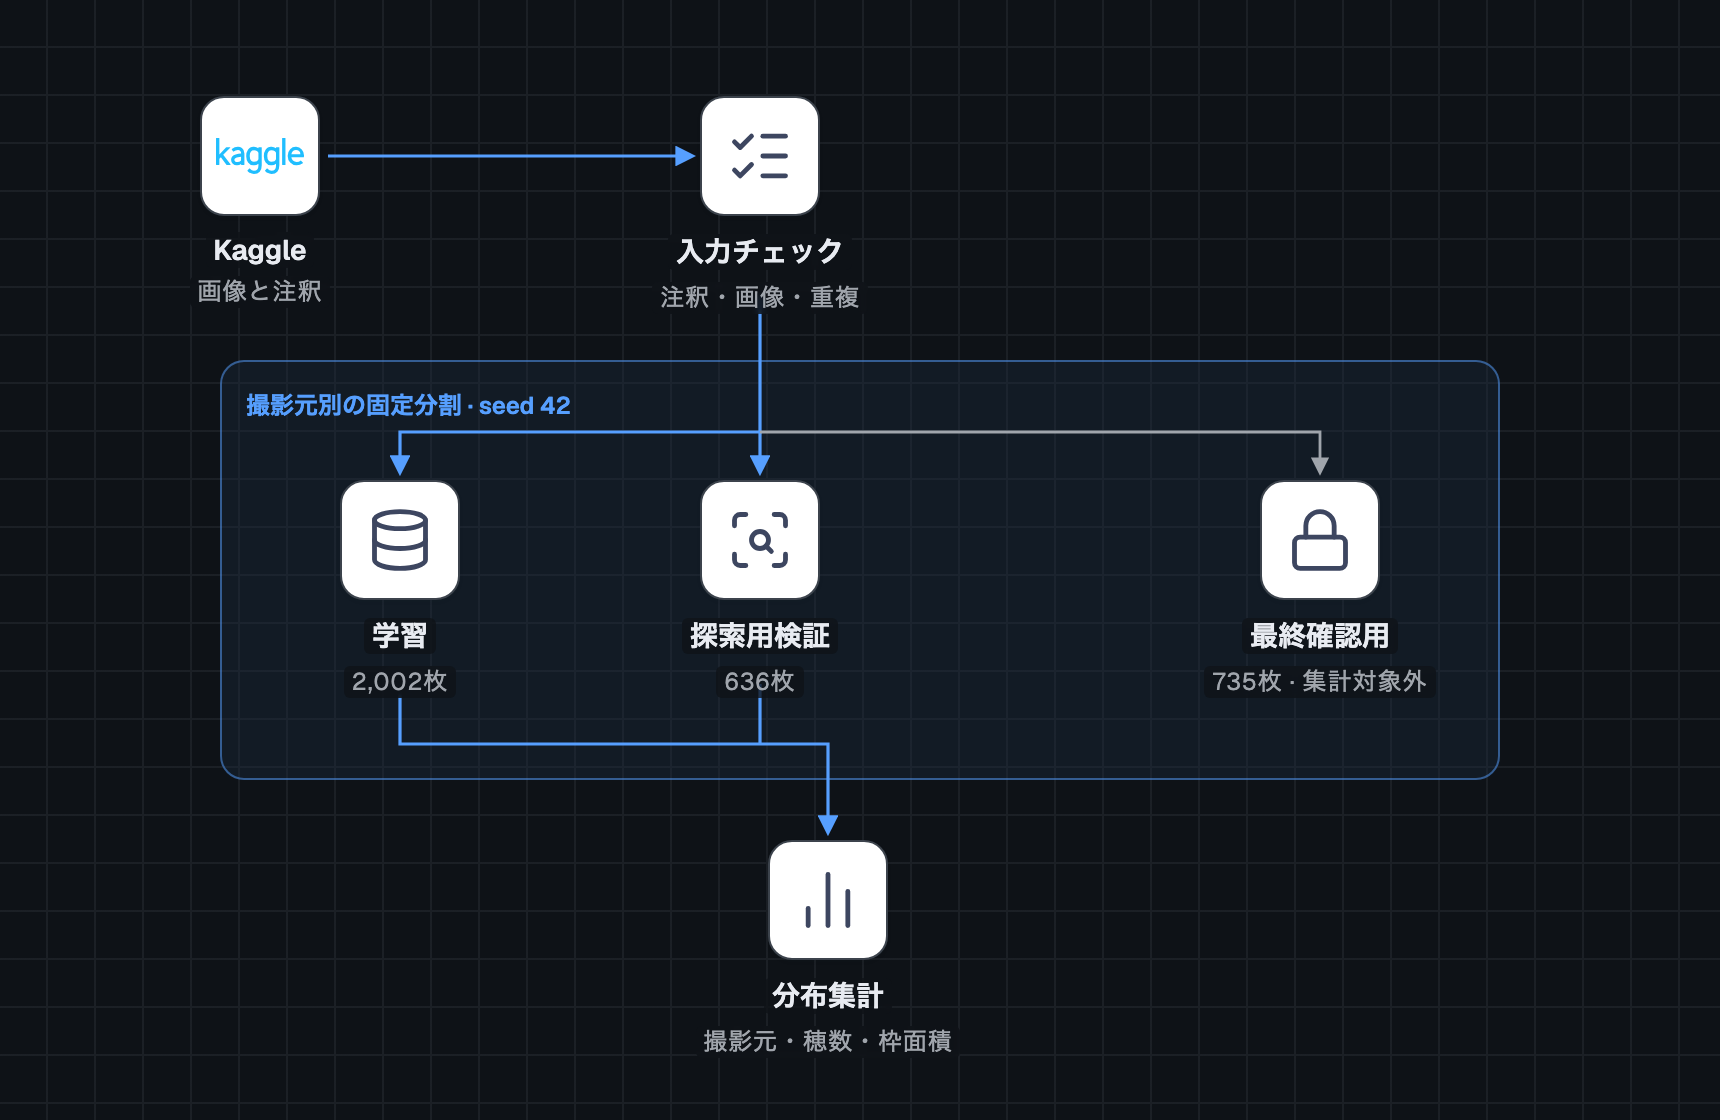 kaggle
Kaggle
画像と注釈
入力チェック
注釈・画像・重複
撮影元別の固定分割 · seed 42
学習
2,002枚
探索用検証
636枚
最終確認用
735枚 · 集計対象外
分布集計
撮影元・穂数・枠面積